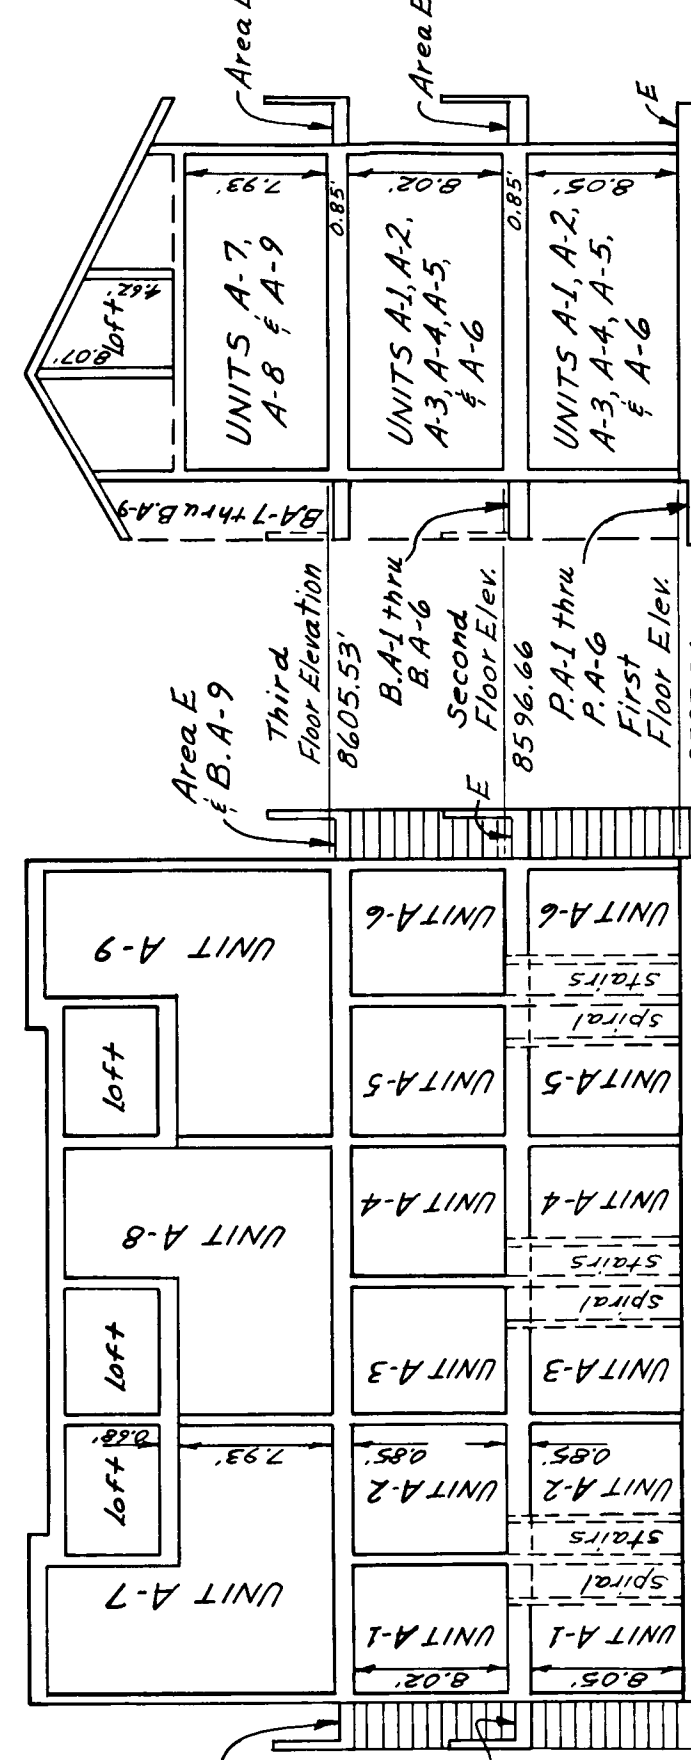 Area E
Area E
E
7.93'
0.85'
8.02'
0.85'
8.05'
4.62'
loft
8.07'
UNITS A-7,
A-8 & A-9
UNITS A-1, A-2,
A-3, A-4, A-5,
& A-6
UNITS A-1, A-2,
A-3, A-4, A-5,
& A-6
B.A-7 thru B.A-9
Third
Floor Elevation
8605.53'
B.A-1 thru
B.A-6
Second
Floor Elev.
8596.66
P.A-1 thru
P.A-6
First
Floor Elev.
Area E
& B.A-9
E
UNIT A-9
UNIT A-6
UNIT A-6
stairs
spiral
loft
UNIT A-5
UNIT A-5
UNIT A-8
UNIT A-4
UNIT A-4
stairs
spiral
loft
UNIT A-3
UNIT A-3
loft
0.68'
7.93'
0.85'
0.85'
UNIT A-2
UNIT A-2
stairs
spiral
UNIT A-7
UNIT A-1
UNIT A-1
8.02'
8.05'